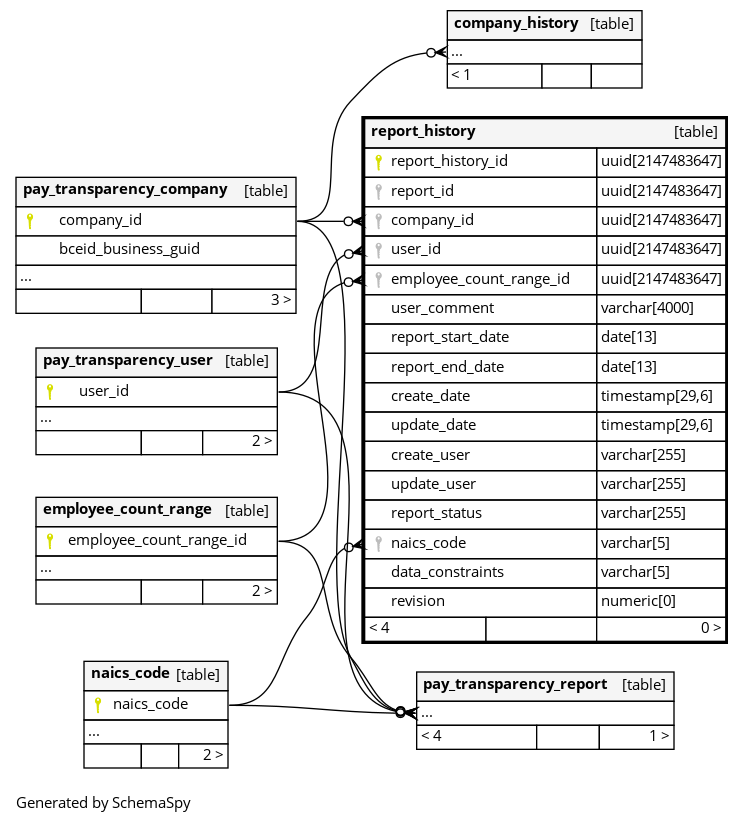 company_history [table]
...
< 1
report_history [table]
report_history_id uuid[2147483647]
report_id uuid[2147483647]
company_id uuid[2147483647]
user_id uuid[2147483647]
employee_count_range_id uuid[2147483647]
user_comment varchar[4000]
report_start_date date[13]
report_end_date date[13]
create_date timestamp[29,6]
update_date timestamp[29,6]
create_user varchar[255]
update_user varchar[255]
report_status varchar[255]
naics_code varchar[5]
data_constraints varchar[5]
revision numeric[0]
< 4 0 >
pay_transparency_company [table]
company_id
bceid_business_guid
...
3 >
pay_transparency_user [table]
user_id
...
2 >
employee_count_range [table]
employee_count_range_id
...
2 >
naics_code [table]
naics_code
...
2 >
pay_transparency_report [table]
...
< 4 1 >
Generated by SchemaSpy